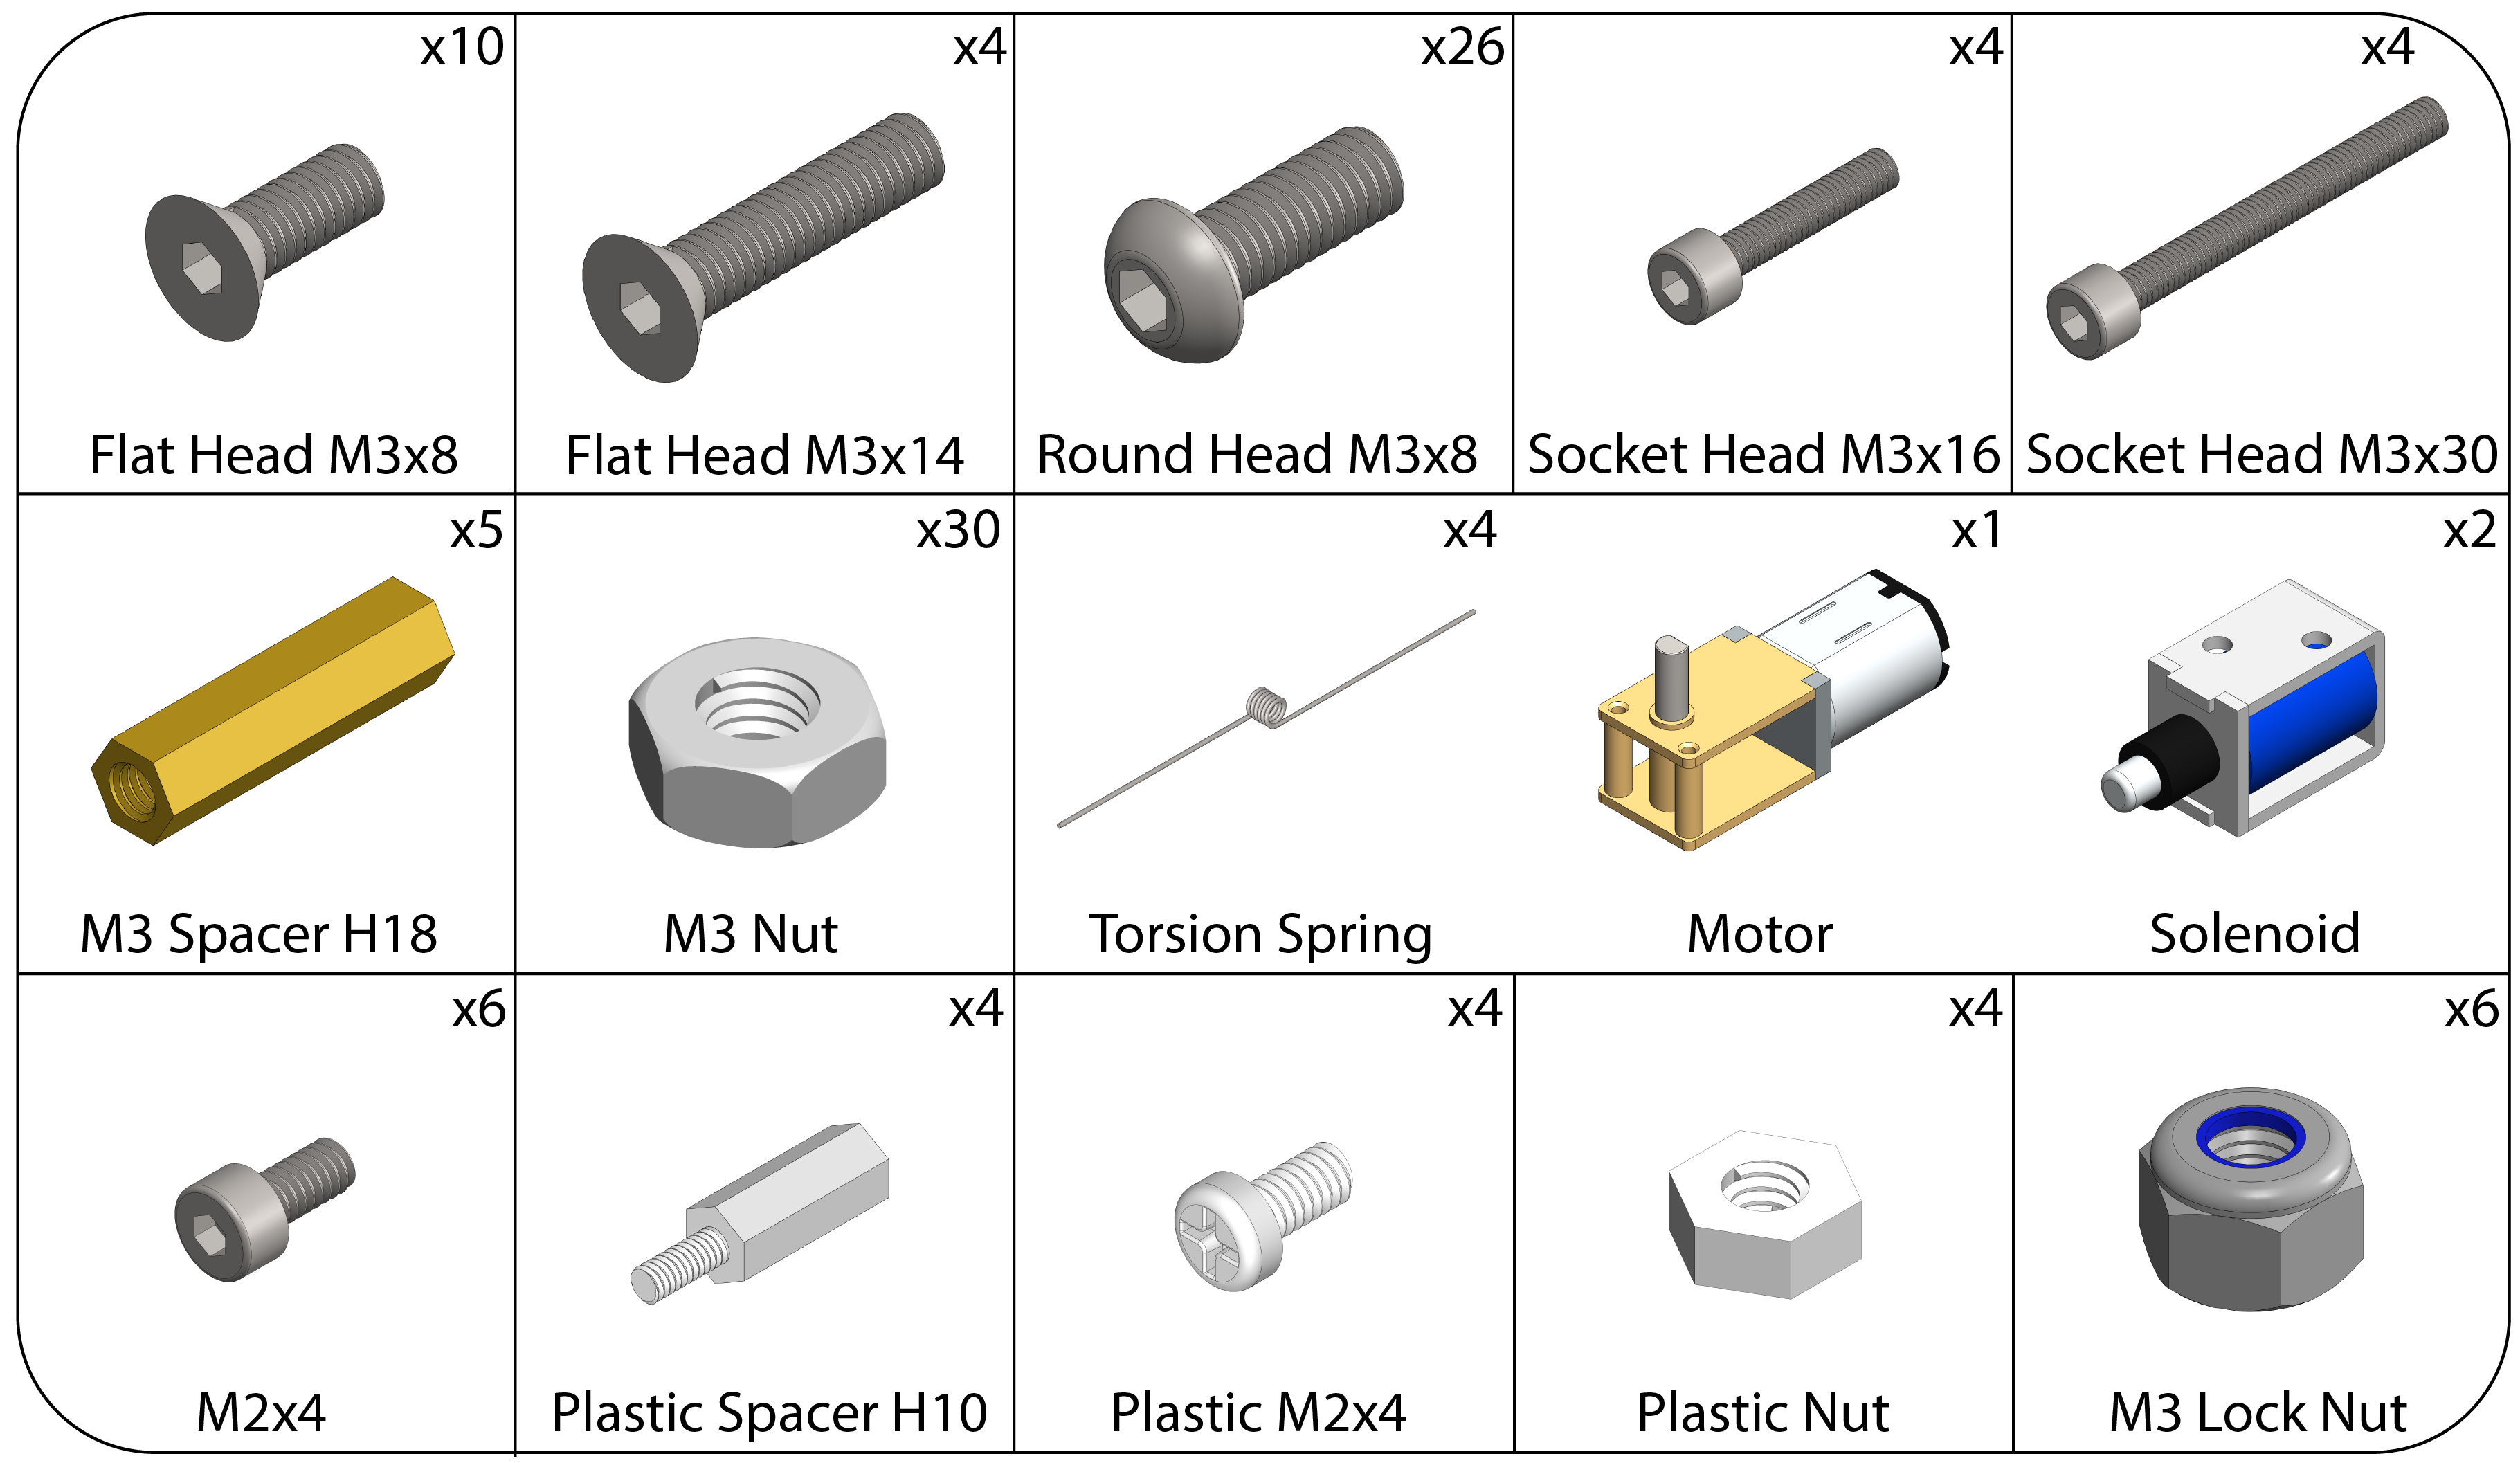 x10
x4
x26
x4
x4
Flat Head M3x8
Flat Head M3x14
Round Head M3x8
Socket Head M3x16
Socket Head M3x30
x5
x30
x4
x1
x2
M3 Spacer H18
M3 Nut
Torsion Spring
Motor
Solenoid
x6
x4
x4
x4
x6
M2x4
Plastic Spacer H10
Plastic M2x4
Plastic Nut
M3 Lock Nut